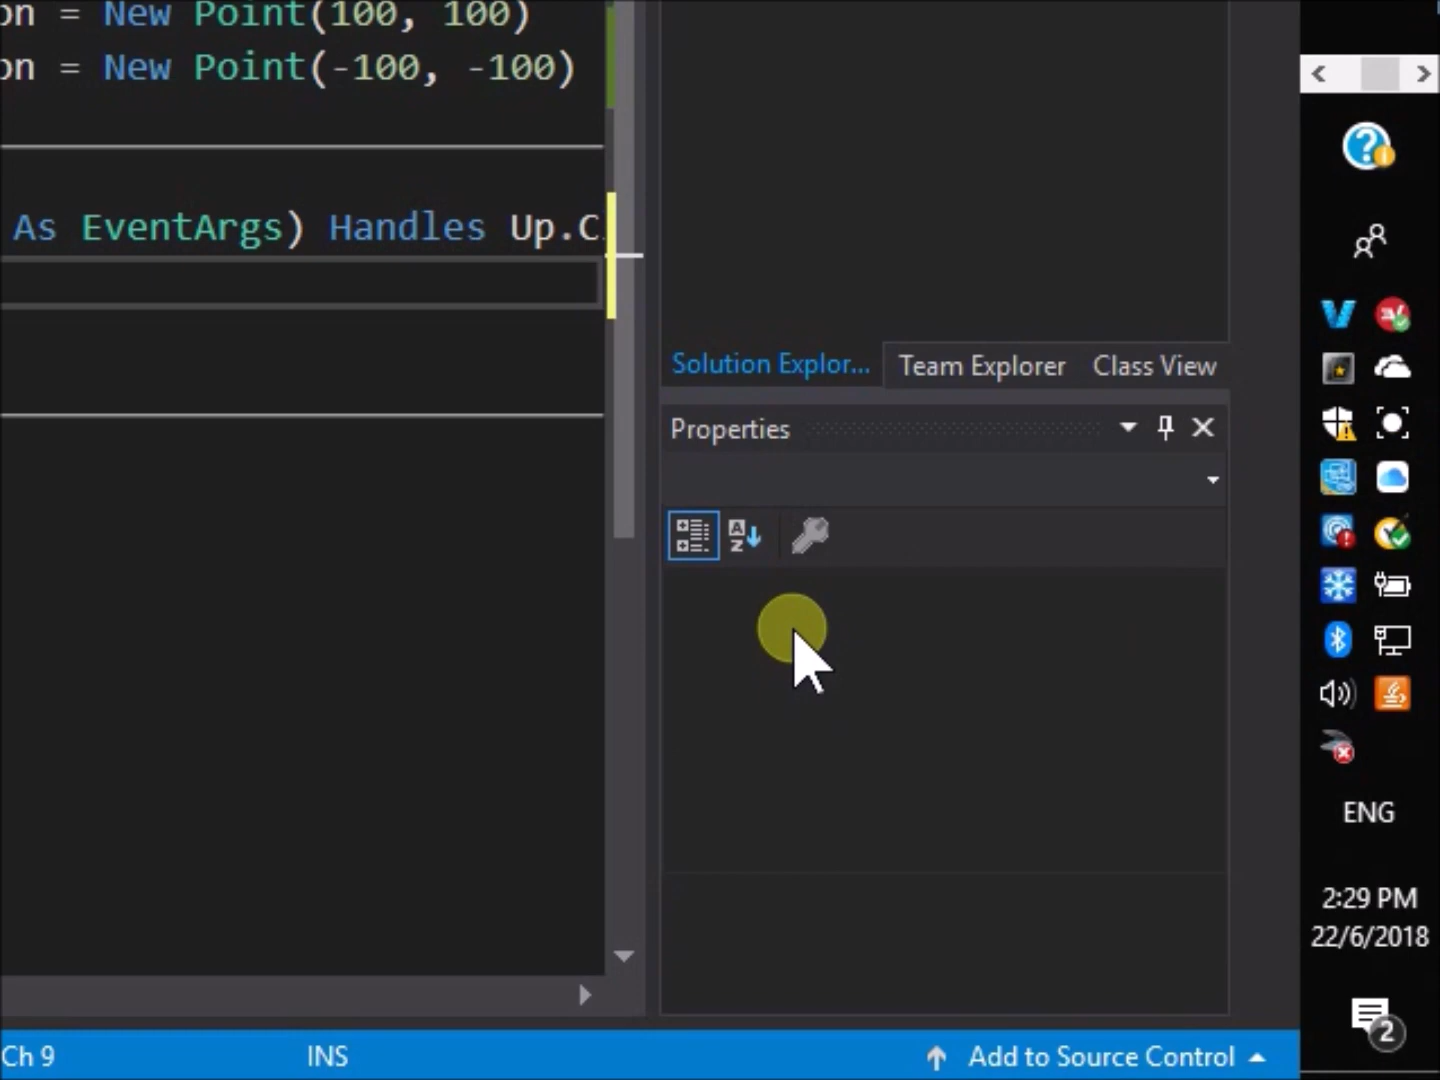 on = New Point(100, 100)
on = New Point(-100, -100)
As EventArgs) Handles Up.C
Solution Explor...
Team Explorer
Class View
Properties
ENG
2:29 PM
22/6/2018
2
Ch 9
INS
Add to Source Control